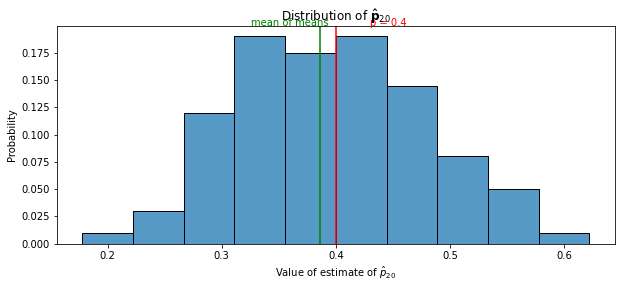 Distribution of p̂₂₀
mean of means
p = 0.4
0.175
0.150
0.125
0.100
0.075
0.050
0.025
0.000
Probability
0.2 0.3 0.4 0.5 0.6
Value of estimate of p̂₂₀